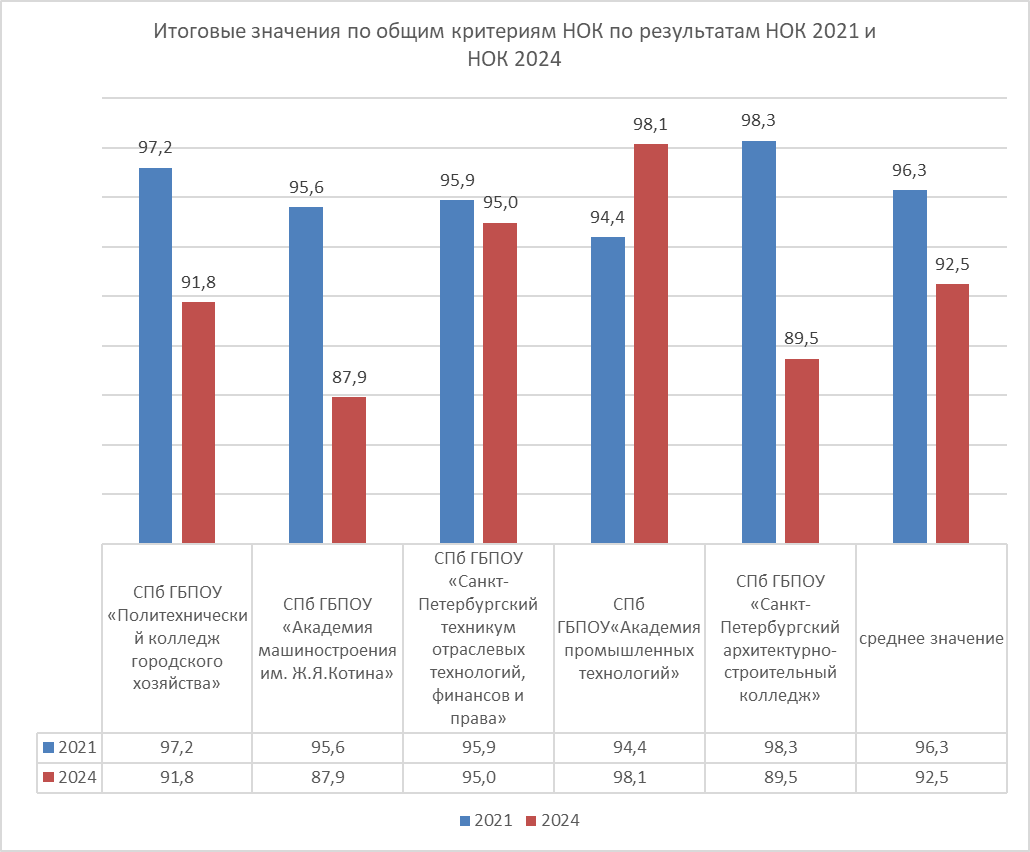 Итоговые значения по общим критериям НОК по результатам НОК 2021 и
НОК 2024
97,2
91,8
95,6
87,9
95,9
95,0
94,4
98,1
98,3
89,5
96,3
92,5
СПб ГБПОУ
«Политехнически
й колледж
городского
хозяйства»
СПб ГБПОУ
«Академия
машиностроения
им. Ж.Я.Котина»
СПб ГБПОУ
«Санкт-
Петербургский
техникум
отраслевых
технологий,
финансов и
права»
СПб
ГБПОУ«Академия
промышленных
технологий»
СПб ГБПОУ
«Санкт-
Петербургский
архитектурно-
строительный
колледж»
среднее значение
2021 97,2 95,6 95,9 94,4 98,3 96,3
2024 91,8 87,9 95,0 98,1 89,5 92,5
2021 2024